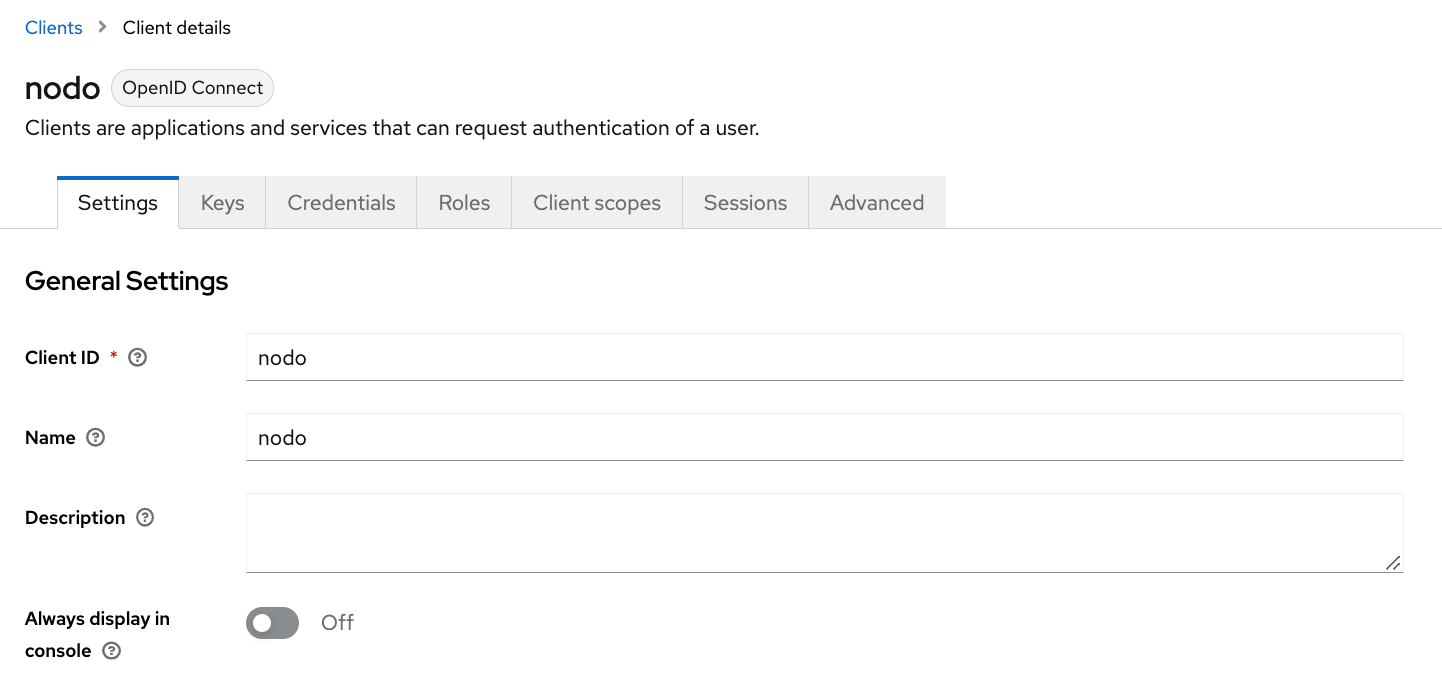 Clients > Client details
nodo OpenID Connect
Clients are applications and services that can request authentication of a user.
Settings Keys Credentials Roles Client scopes Sessions Advanced
General Settings
Client ID * ? nodo
Name ? nodo
Description ?
Always display in Off
console ?